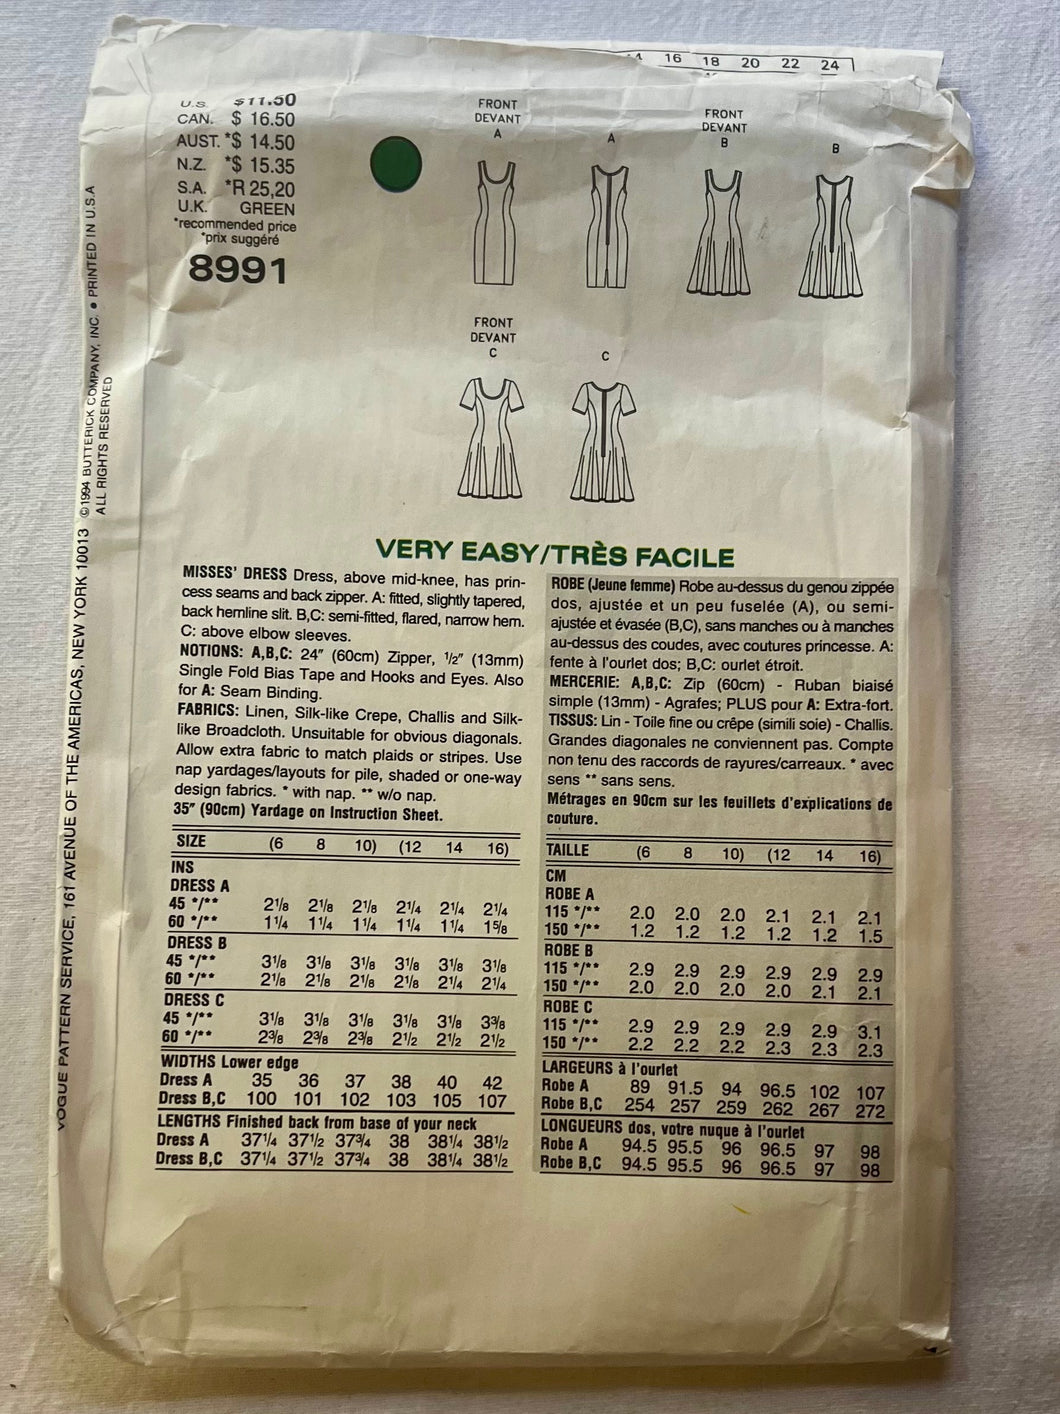 16 18 20 22 24
U.S. $11.50
CAN. $ 16.50
AUST. *$ 14.50
N.Z. *$ 15.35
S.A. *R 25,20
U.K. GREEN
*recommended price
*prix suggéré
8991
FRONT
DEVANT
A
A
FRONT
DEVANT
B
B
FRONT
DEVANT
C
C
VOGUE PATTERN SERVICE, 161 AVENUE OF THE AMERICAS, NEW YORK 10013 ©1994 BUTTERICK COMPANY, INC. • PRINTED IN U.S.A
ALL RIGHTS RESERVED
VERY EASY/TRÈS FACILE
MISSES' DRESS Dress, above mid-knee, has prin-
cess seams and back zipper. A: fitted, slightly tapered,
back hemline slit. B,C: semi-fitted, flared, narrow hem.
C: above elbow sleeves.
NOTIONS: A,B,C: 24" (60cm) Zipper, 1/2" (13mm)
Single Fold Bias Tape and Hooks and Eyes. Also
for A: Seam Binding.
FABRICS: Linen, Silk-like Crepe, Challis and Silk-
like Broadcloth. Unsuitable for obvious diagonals.
Allow extra fabric to match plaids or stripes. Use
nap yardages/layouts for pile, shaded or one-way
design fabrics. * with nap. ** w/o nap.
35" (90cm) Yardage on Instruction Sheet.
SIZE (6 8 10) (12 14 16)
INS
DRESS A
45 */** 2 1/8 2 1/8 2 1/8 2 1/4 2 1/4 2 1/4
60 */** 1 1/4 1 1/4 1 1/4 1 1/4 1 1/4 1 5/8
DRESS B
45 */** 3 1/8 3 1/8 3 1/8 3 1/8 3 1/8 3 1/8
60 */** 2 1/8 2 1/8 2 1/8 2 1/8 2 1/4 2 1/4
DRESS C
45 */** 3 1/8 3 1/8 3 1/8 3 1/8 3 1/8 3 3/8
60 */** 2 3/8 2 3/8 2 3/8 2 1/2 2 1/2 2 1/2
WIDTHS Lower edge
Dress A 35 36 37 38 40 42
Dress B,C 100 101 102 103 105 107
LENGTHS Finished back from base of your neck
Dress A 37 1/4 37 1/2 37 3/4 38 38 1/4 38 1/2
Dress B,C 37 1/4 37 1/2 37 3/4 38 38 1/4 38 1/2
ROBE (Jeune femme) Robe au-dessus du genou zippée
dos, ajustée et un peu fuselée (A), ou semi-
ajustée et évasée (B,C), sans manches ou à manches
au-dessus des coudes, avec coutures princesse. A:
fente à l'ourlet dos; B,C: ourlet étroit.
MERCERIE: A,B,C: Zip (60cm) - Ruban biaisé
simple (13mm) - Agrafes; PLUS pour A: Extra-fort.
TISSUS: Lin - Toile fine ou crêpe (simili soie) - Challis.
Grandes diagonales ne conviennent pas. Compte
non tenu des raccords de rayures/carreaux. * avec
sens ** sans sens.
Métrages en 90cm sur les feuillets d'explications de
couture.
TAILLE (6 8 10) (12 14 16)
CM
ROBE A
115 */** 2.0 2.0 2.0 2.1 2.1 2.1
150 */** 1.2 1.2 1.2 1.2 1.2 1.5
ROBE B
115 */** 2.9 2.9 2.9 2.9 2.9 2.9
150 */** 2.0 2.0 2.0 2.0 2.1 2.1
ROBE C
115 */** 2.9 2.9 2.9 2.9 2.9 3.1
150 */** 2.2 2.2 2.2 2.3 2.3 2.3
LARGEURS à l'ourlet
Robe A 89 91.5 94 96.5 102 107
Robe B,C 254 257 259 262 267 272
LONGUEURS dos, votre nuque à l'ourlet
Robe A 94.5 95.5 96 96.5 97 98
Robe B,C 94.5 95.5 96 96.5 97 98